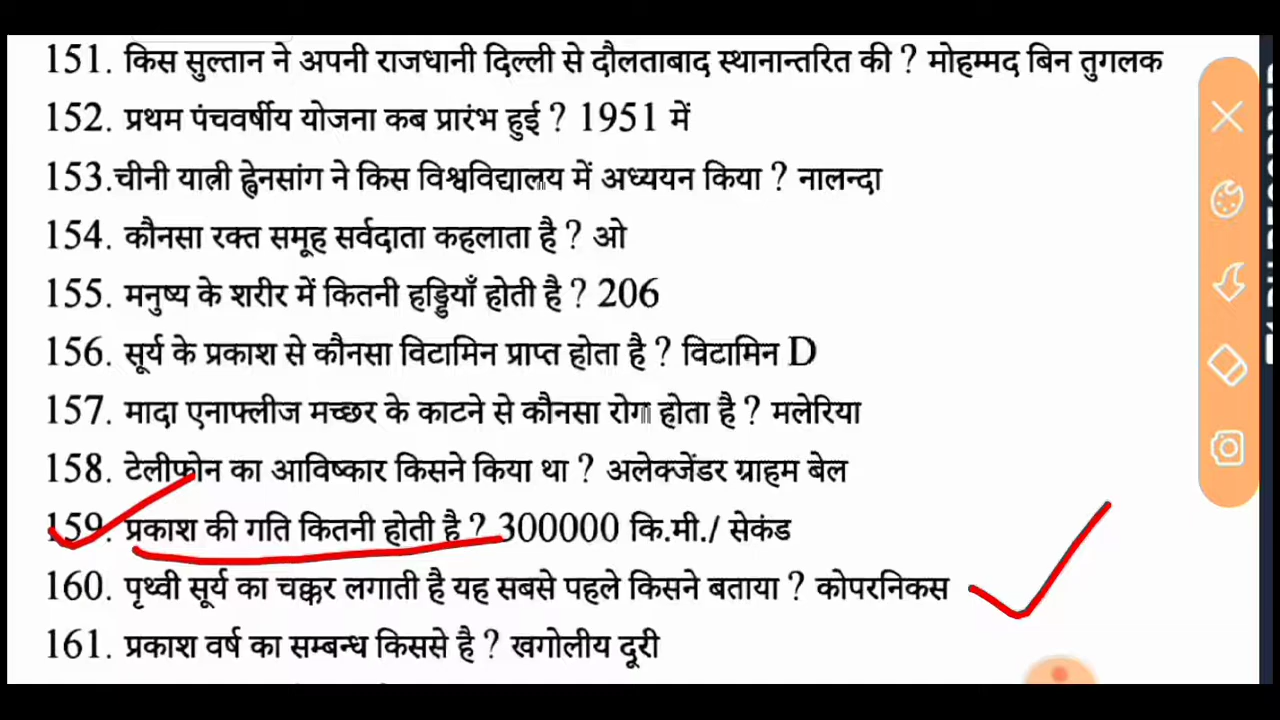 151. किस सुल्तान ने अपनी राजधानी दिल्ली से दौलताबाद स्थानान्तरित की ? मोहम्मद बिन तुगलक
152. प्रथम पंचवर्षीय योजना कब प्रारंभ हुई ? 1951 में
153.चीनी यात्री ह्वेनसांग ने किस विश्वविद्यालय में अध्ययन किया ? नालन्दा
154. कौनसा रक्त समूह सर्वदाता कहलाता है ? ओ
155. मनुष्य के शरीर में कितनी हड्डियाँ होती है ? 206
156. सूर्य के प्रकाश से कौनसा विटामिन प्राप्त होता है ? विटामिन D
157. मादा एनाफ्लीज मच्छर के काटने से कौनसा रोग होता है ? मलेरिया
158. टेलीफोन का आविष्कार किसने किया था ? अलेक्जेंडर ग्राहम बेल
159. प्रकाश की गति कितनी होती है ? 300000 कि.मी./ सेकंड
160. पृथ्वी सूर्य का चक्कर लगाती है यह सबसे पहले किसने बताया ? कोपरनिकस
161. प्रकाश वर्ष का सम्बन्ध किससे है ? खगोलीय दूरी